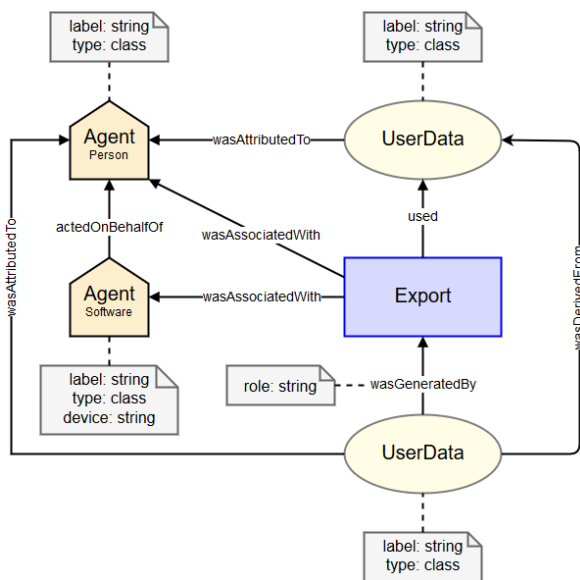 label: string
type: class
label: string
type: class
Agent
Person
wasAttributedTo
UserData
actedOnBehalfOf
wasAssociatedWith
used
wasAttributedTo
wasDerivedFrom
Agent
Software
wasAssociatedWith
Export
label: string
type: class
device: string
role: string
wasGeneratedBy
UserData
label: string
type: class